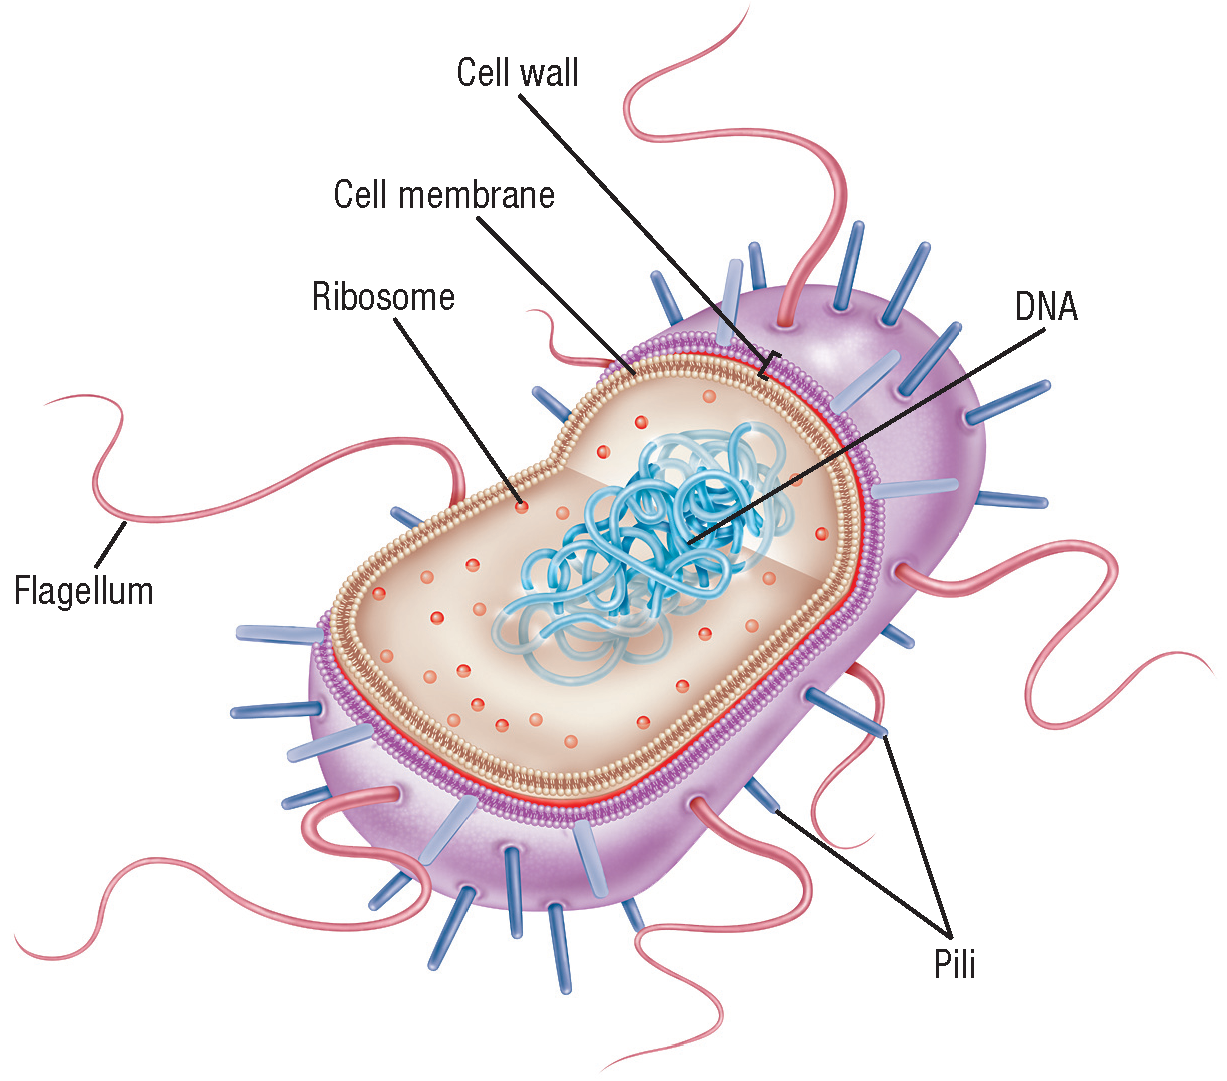 Cell wall
Cell membrane
Ribosome
DNA
Flagellum
Pili